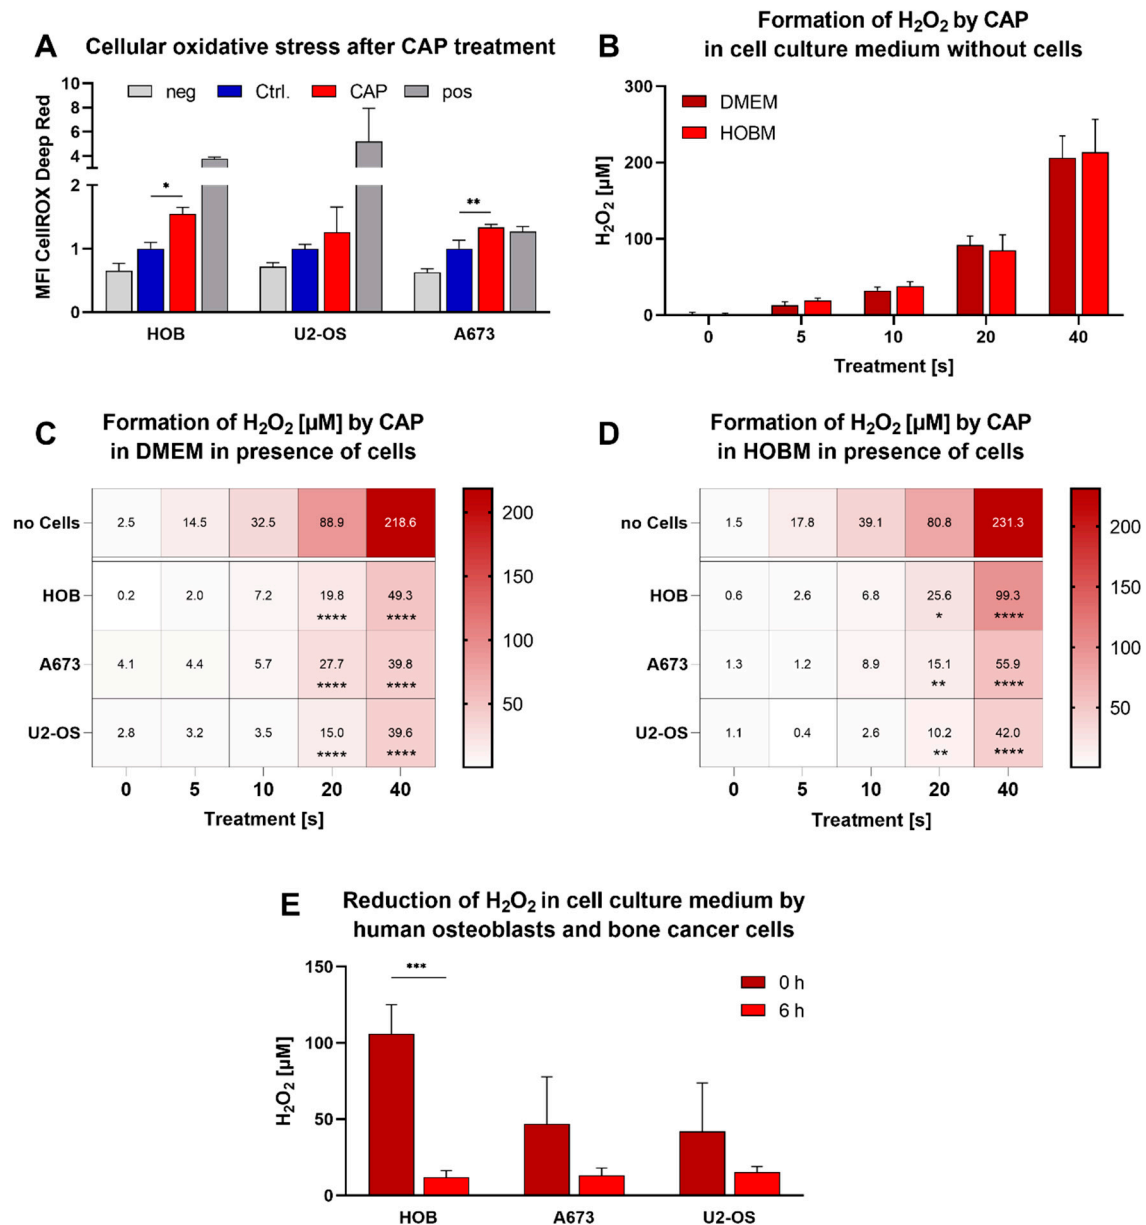 A
Cellular oxidative stress after CAP treatment
neg Ctrl. CAP pos
MFI CellROX Deep Red
10
8
6
4
2
1
0
*
**
HOB U2-OS A673
B
Formation of H₂O₂ by CAP
in cell culture medium without cells
DMEM
HOBM
H₂O₂ [µM]
300
200
100
0
0 5 10 20 40
Treatment [s]
C
Formation of H₂O₂ [µM] by CAP
in DMEM in presence of cells
no Cells 2.5 14.5 32.5 88.9 218.6
HOB 0.2 2.0 7.2 19.8 49.3
**** ****
A673 4.1 4.4 5.7 27.7 39.8
**** ****
U2-OS 2.8 3.2 3.5 15.0 39.6
**** ****
0 5 10 20 40
Treatment [s]
200
150
100
50
D
Formation of H₂O₂ [µM] by CAP
in HOBM in presence of cells
no Cells 1.5 17.8 39.1 80.8 231.3
HOB 0.6 2.6 6.8 25.6 99.3
* ****
A673 1.3 1.2 8.9 15.1 55.9
** ****
U2-OS 1.1 0.4 2.6 10.2 42.0
** ****
0 5 10 20 40
Treatment [s]
200
150
100
50
E
Reduction of H₂O₂ in cell culture medium by
human osteoblasts and bone cancer cells
H₂O₂ [µM]
150
100
50
0
***
0 h
6 h
HOB A673 U2-OS